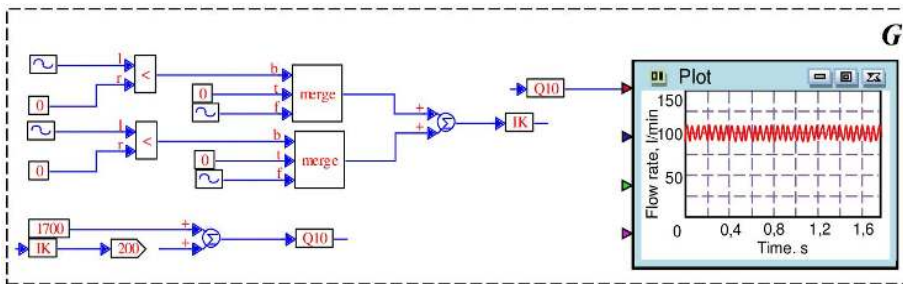 G
l
r
<
0
b
t
f
0
merge
l
r
<
0
b
t
f
0
merge
+
+
Σ
IK
Q10
1700
IK
200
+
+
Σ
Q10
Plot
Flow rate, l/min
150
100
50
0
0,4
0,8
1,2
1,6
Time. s